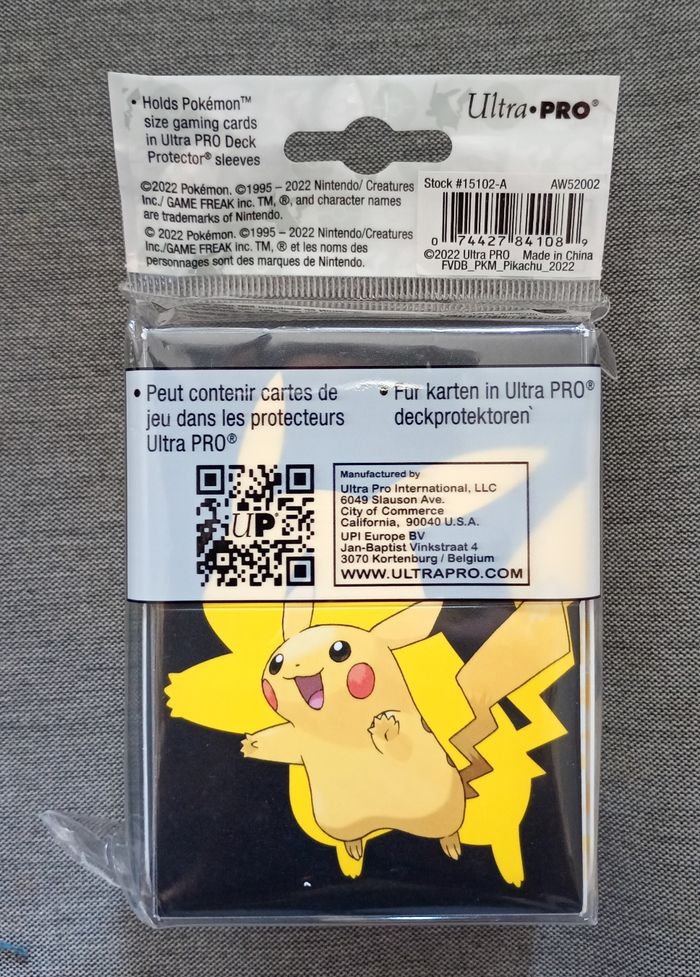 • Holds Pokémon™
size gaming cards
in Ultra PRO Deck
Protector® sleeves
Ultra•PRO®
©2022 Pokémon. ©1995 – 2022 Nintendo/ Creatures
Inc./ GAME FREAK inc. TM, ®, and character names
are trademarks of Nintendo.
© 2022 Pokémon. ©1995 – 2022 Nintendo/Creatures
Inc./GAME FREAK inc. TM, ® et les noms des
personnages sont des marques de Nintendo.
Stock #15102-A AW52002
0 74427 84108 9
©2022 Ultra PRO Made in China
FVDB_PKM_Pikachu_2022
• Peut contenir cartes de
jeu dans les protecteurs
Ultra PRO®
• Für karten in Ultra PRO®
deckprotektoren
UP
Manufactured by
Ultra Pro International, LLC
6049 Slauson Ave.
City of Commerce
California, 90040 U.S.A.
UPI Europe BV
Jan-Baptist Vinkstraat 4
3070 Kortenburg / Belgium
WWW.ULTRAPRO.COM